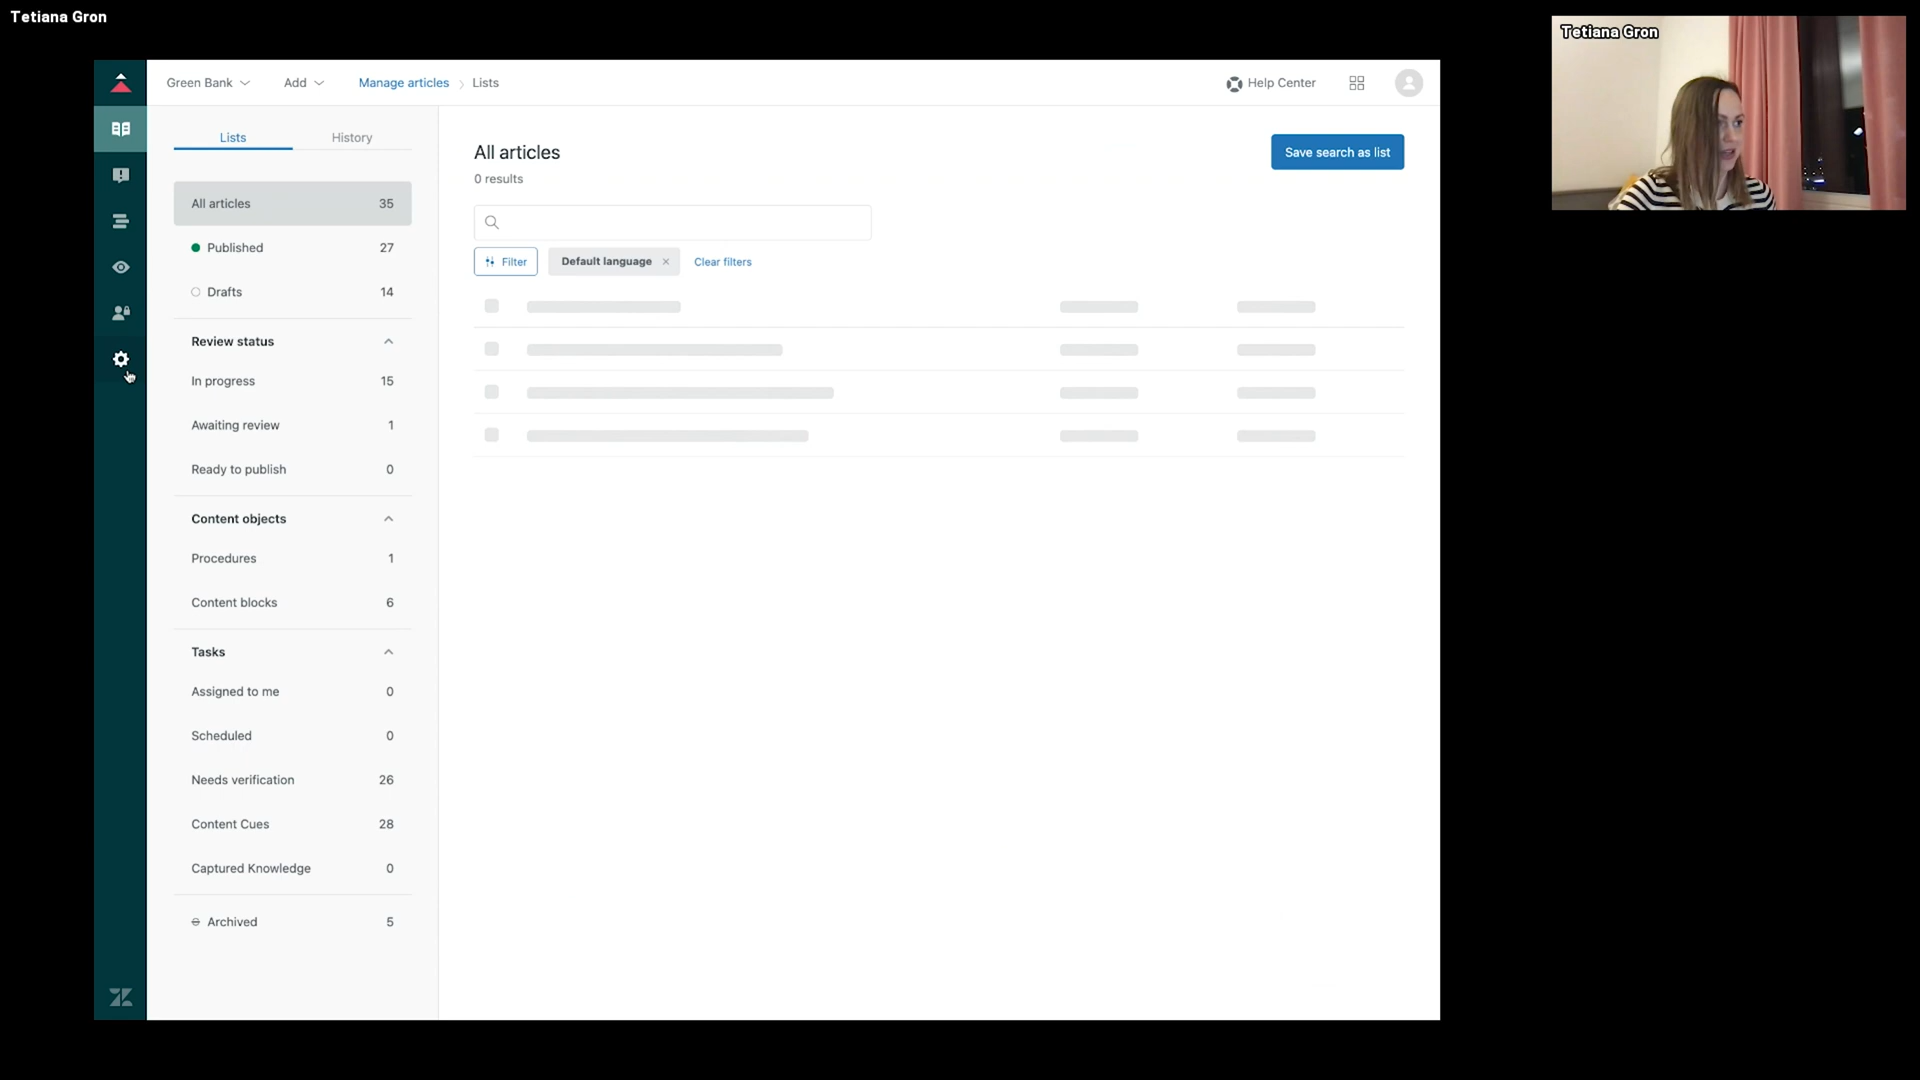 Tetiana Gron
Tetiana Gron
Green Bank
Add
Manage articles
Lists
Help Center
Lists
History
All articles 35
Published 27
Drafts 14
Review status
In progress 15
Awaiting review 1
Ready to publish 0
Content objects
Procedures 1
Content blocks 6
Tasks
Assigned to me 0
Scheduled 0
Needs verification 26
Content Cues 28
Captured Knowledge 0
Archived 5
All articles
Save search as list
0 results
Filter
Default language
Clear filters